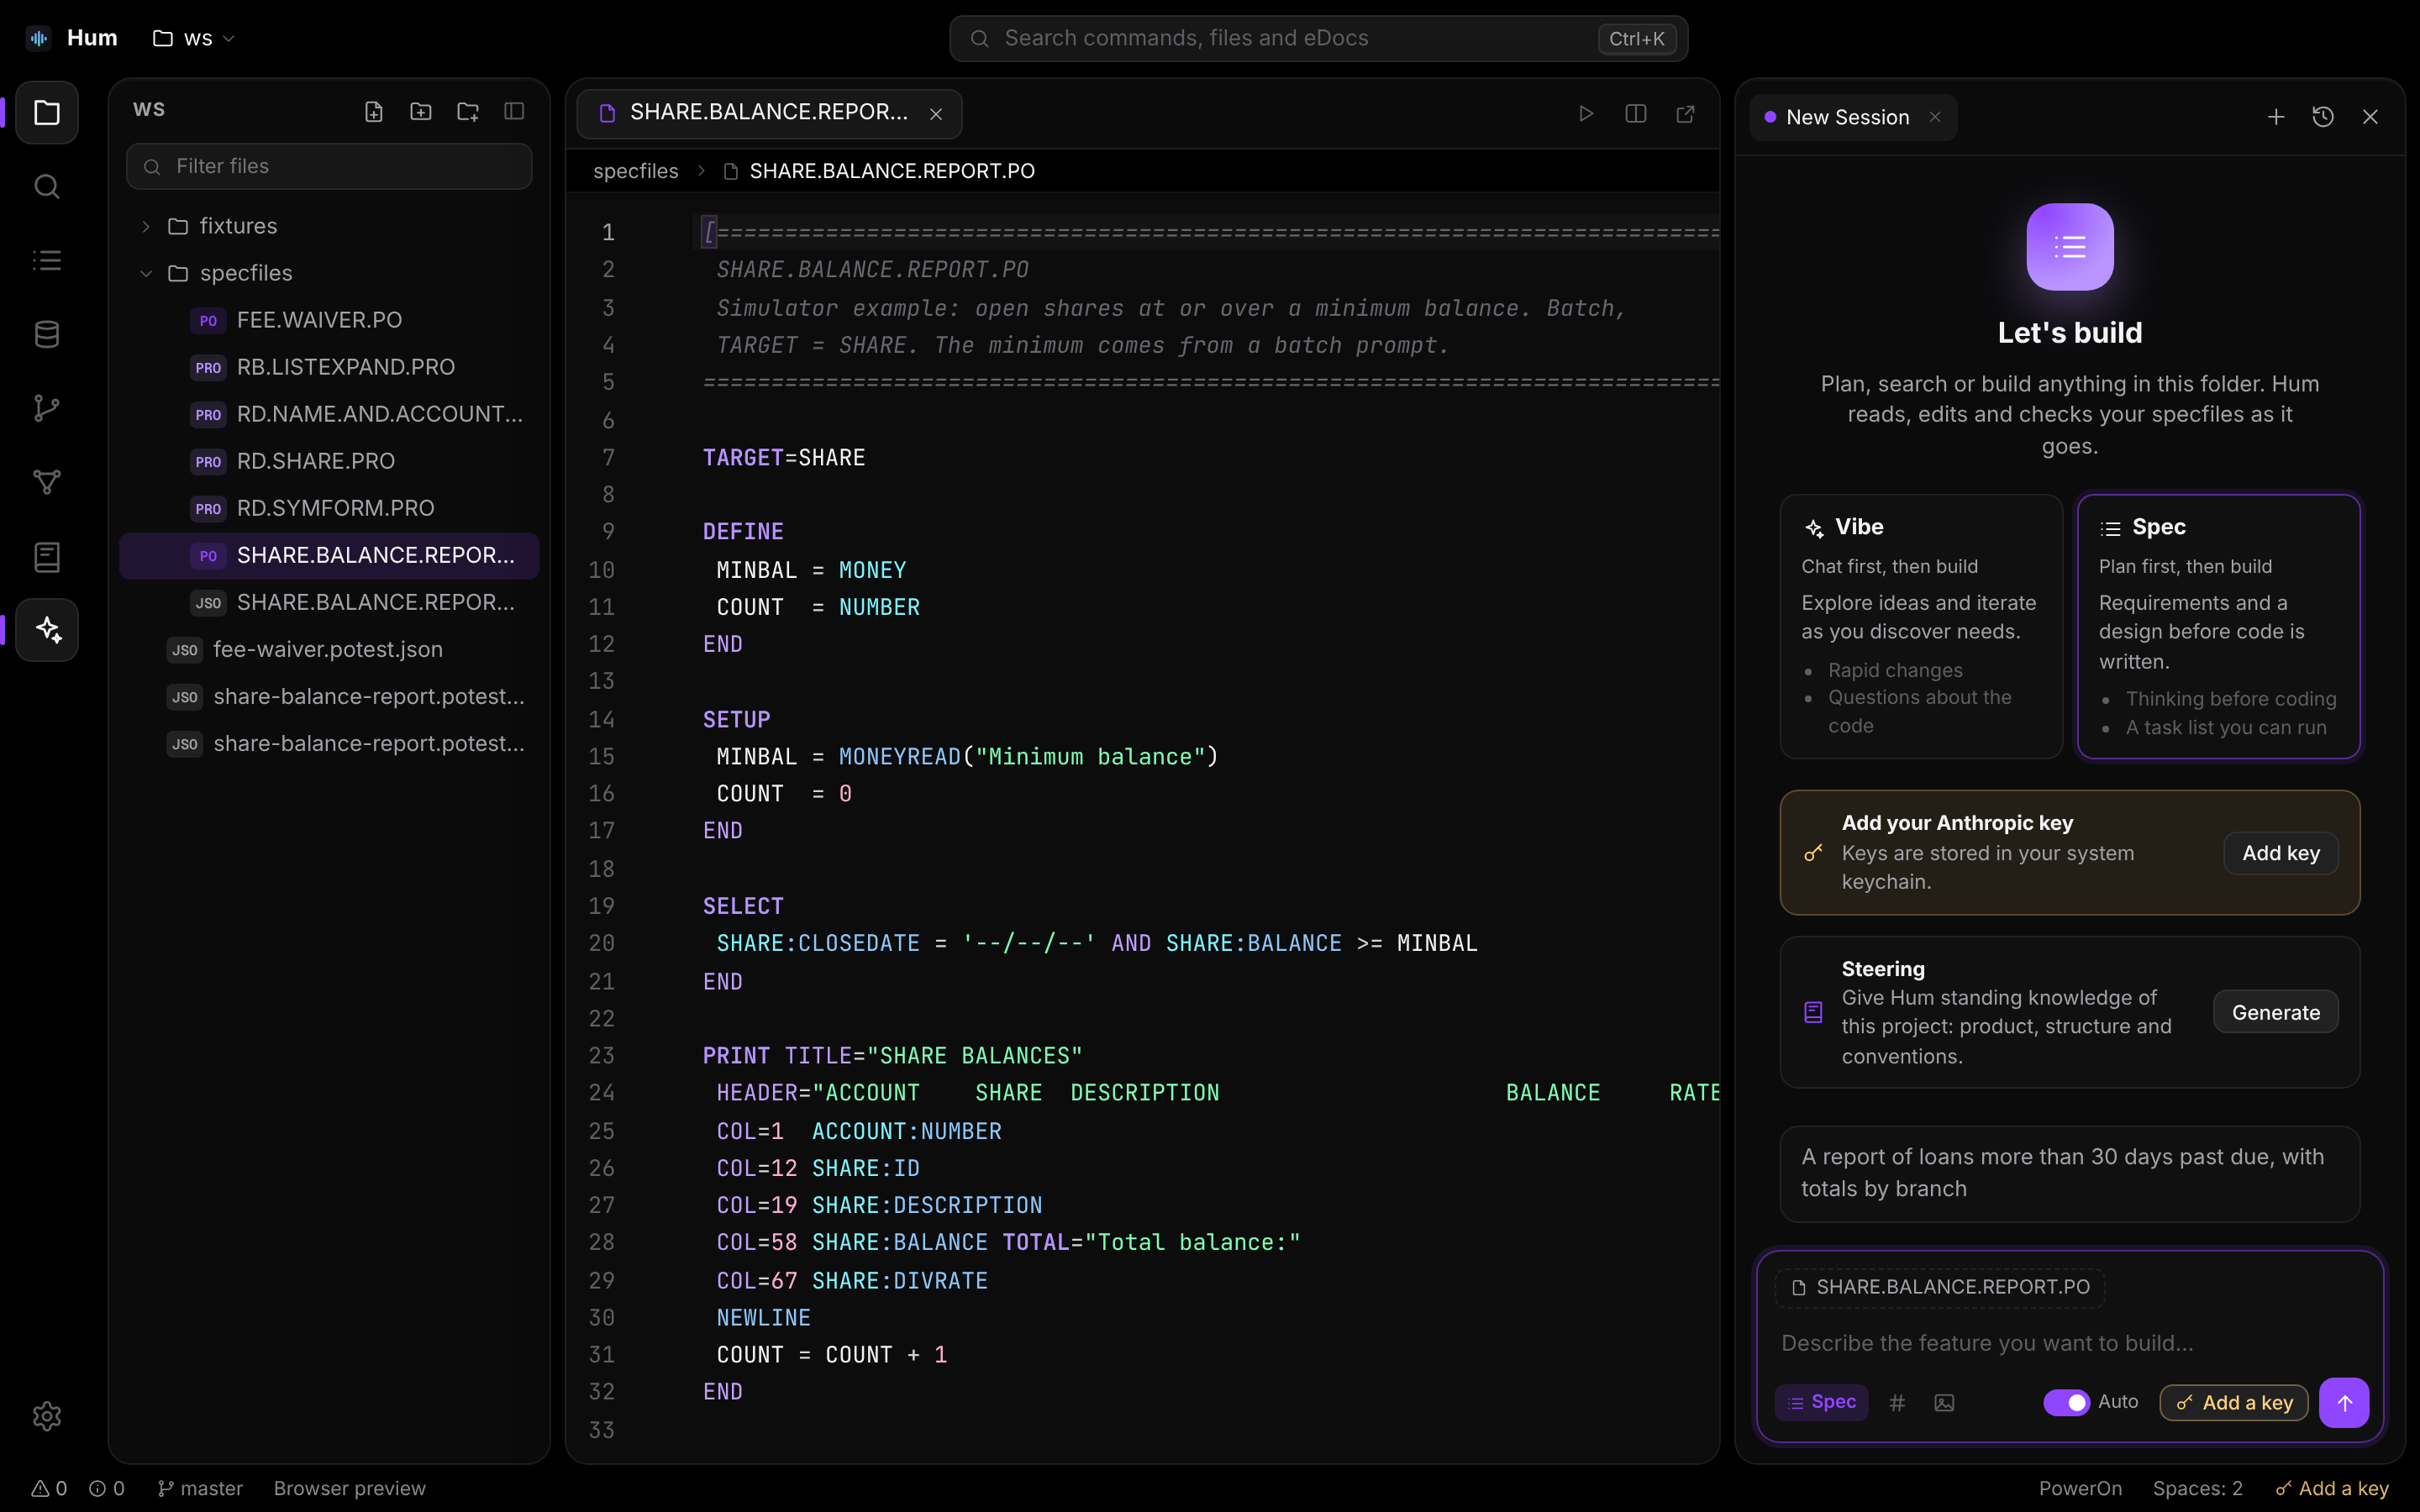 Hum
ws
Search commands, files and eDocs
Ctrl+K
WS
Filter files
fixtures
specfiles
PO FEE.WAIVER.PO
PRO RB.LISTEXPAND.PRO
PRO RD.NAME.AND.ACCOUNT...
PRO RD.SHARE.PRO
PRO RD.SYMFORM.PRO
PO SHARE.BALANCE.REPOR...
JSO SHARE.BALANCE.REPOR...
JSO fee-waiver.potest.json
JSO share-balance-report.potest...
JSO share-balance-report.potest...
SHARE.BALANCE.REPOR...
specfiles > SHARE.BALANCE.REPORT.PO
1 [===========================================================================
2 SHARE.BALANCE.REPORT.PO
3 Simulator example: open shares at or over a minimum balance. Batch,
4 TARGET = SHARE. The minimum comes from a batch prompt.
5 ============================================================================
6
7 TARGET=SHARE
8
9 DEFINE
10 MINBAL = MONEY
11 COUNT  = NUMBER
12 END
13
14 SETUP
15 MINBAL = MONEYREAD("Minimum balance")
16 COUNT  = 0
17 END
18
19 SELECT
20 SHARE:CLOSEDATE = '--/--/--' AND SHARE:BALANCE >= MINBAL
21 END
22
23 PRINT TITLE="SHARE BALANCES"
24 HEADER="ACCOUNT    SHARE  DESCRIPTION                     BALANCE     RATE
25 COL=1  ACCOUNT:NUMBER
26 COL=12 SHARE:ID
27 COL=19 SHARE:DESCRIPTION
28 COL=58 SHARE:BALANCE TOTAL="Total balance:"
29 COL=67 SHARE:DIVRATE
30 NEWLINE
31 COUNT = COUNT + 1
32 END
33
New Session
Let's build
Plan, search or build anything in this folder. Hum
reads, edits and checks your specfiles as it
goes.
Vibe
Chat first, then build
Explore ideas and iterate
as you discover needs.
• Rapid changes
• Questions about the
code
Spec
Plan first, then build
Requirements and a
design before code is
written.
• Thinking before coding
• A task list you can run
Add your Anthropic key
Keys are stored in your system
keychain.
Add key
Steering
Give Hum standing knowledge of
this project: product, structure and
conventions.
Generate
A report of loans more than 30 days past due, with
totals by branch
SHARE.BALANCE.REPORT.PO
Describe the feature you want to build...
Spec
Auto
Add a key
0
0
master
Browser preview
PowerOn
Spaces: 2
Add a key